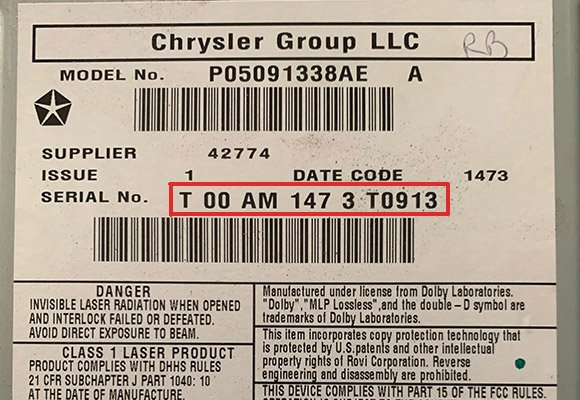 Chrysler Group LLC
RB
MODEL No. P05091338AE A
SUPPLIER 42774
ISSUE 1 DATE CODE 1473
SERIAL No. T 00 AM 147 3 T0913
DANGER
INVISIBLE LASER RADIATION WHEN OPENED
AND INTERLOCK FAILED OR DEFEATED.
AVOID DIRECT EXPOSURE TO BEAM.
CLASS 1 LASER PRODUCT
PRODUCT COMPLIES WITH DHHS RULES
21 CFR SUBCHAPTER J PART 1040: 10
AT THE DATE OF MANUFACTURE.
Manufactured under license from Dolby Laboratories.
"Dolby","MLP Lossless",and the double – D symbol are
trademarks of Dolby Laboratories.
This item incorporates copy protection technology that
is protected by U.S.patents and other intellectual
property rights of Rovi Corporation. Reverse
engineering and disassembly are prohibited.
THIS DEVICE COMPLIES WITH PART 15 OF THE FCC RULES.